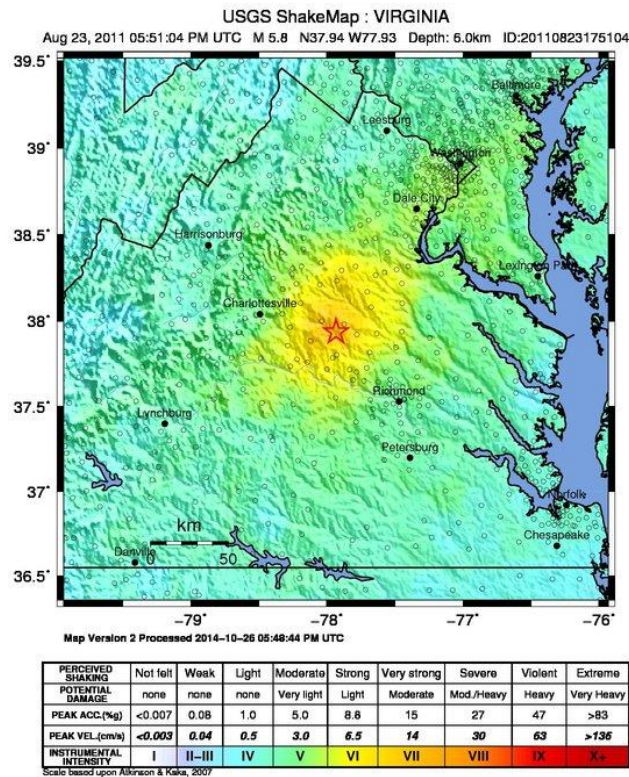 USGS ShakeMap : VIRGINIA
Aug 23, 2011 05:51:04 PM UTC M 5.8 N37.94 W77.93 Depth: 6.0km ID:20110823175104
39.5°
Baltimore
Leesburg
39°
Washington
Dale City
38.5°
Harrisonburg
Lexington Park
Charlottesville
38°
Richmond
37.5°
Lynchburg
Petersburg
37°
Norfolk
km
Chesapeake
Danville
0 50
36.5°
-79° -78° -77° -76°
Map Version 2 Processed 2014-10-26 05:48:44 PM UTC
PERCEIVED SHAKING Not felt Weak Light Moderate Strong Very strong Severe Violent Extreme
POTENTIAL DAMAGE none none none Very light Light Moderate Mod./Heavy Heavy Very Heavy
PEAK ACC.(%g) <0.007 0.08 1.0 5.0 8.8 15 27 47 >83
PEAK VEL.(cm/s) <0.003 0.04 0.5 3.0 6.5 14 30 63 >136
INSTRUMENTAL INTENSITY I II-III IV V VI VII VIII IX X+
Scale based upon Atkinson & Kaka, 2007